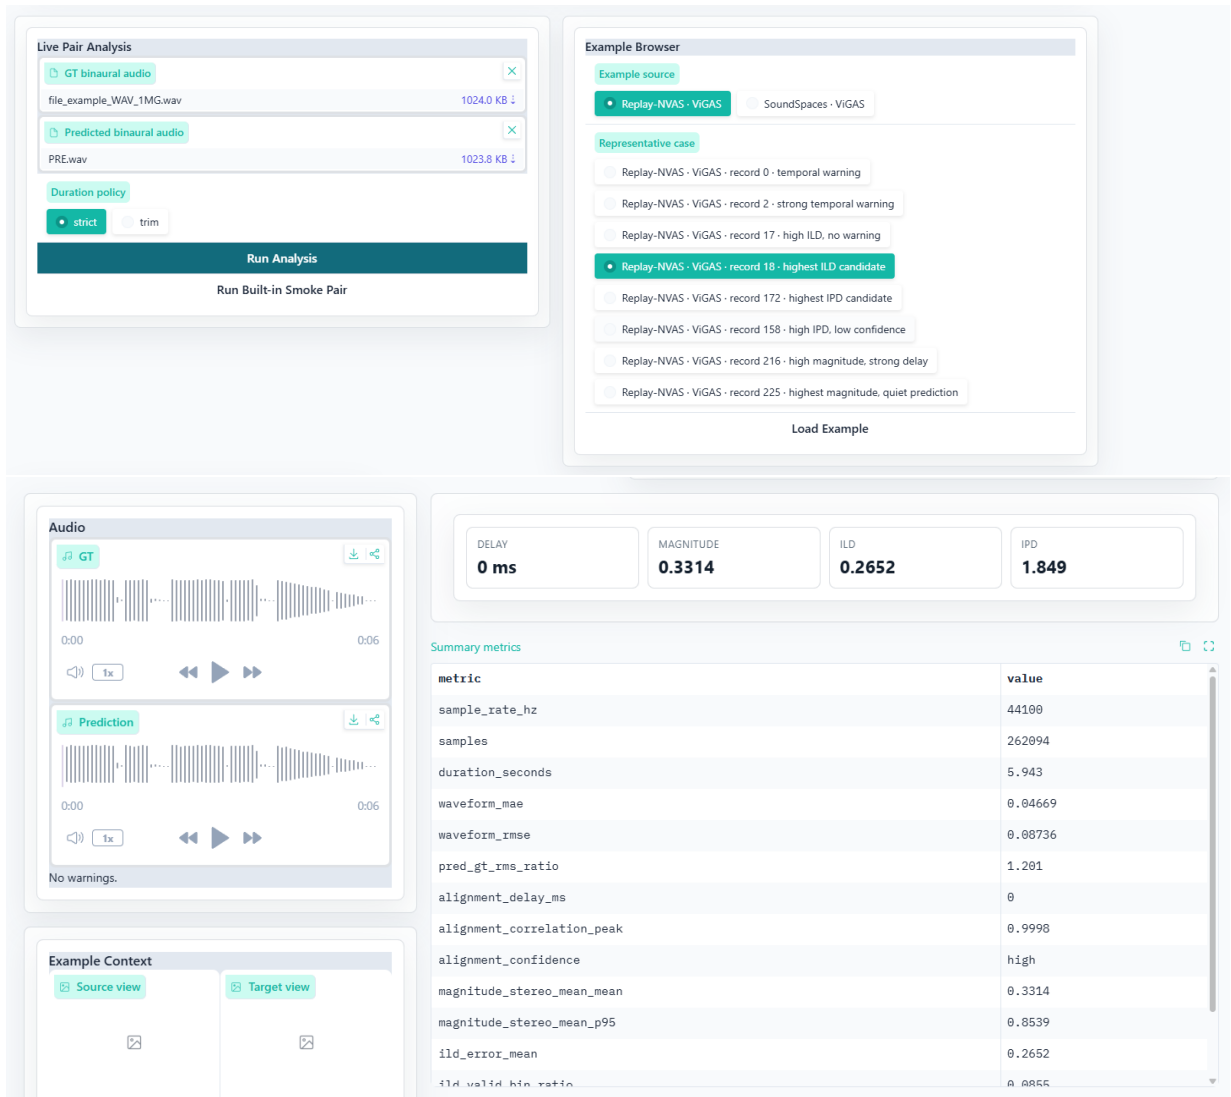 Live Pair Analysis
GT binaural audio
file_example_WAV_1MG.wav 1024.0 KB ↓
Predicted binaural audio
PRE.wav 1023.8 KB ↓
Duration policy
strict trim
Run Analysis
Run Built-in Smoke Pair
Example Browser
Example source
Replay-NVAS · ViGAS SoundSpaces · ViGAS
Representative case
Replay-NVAS · ViGAS · record 0 · temporal warning
Replay-NVAS · ViGAS · record 2 · strong temporal warning
Replay-NVAS · ViGAS · record 17 · high ILD, no warning
Replay-NVAS · ViGAS · record 18 · highest ILD candidate
Replay-NVAS · ViGAS · record 172 · highest IPD candidate
Replay-NVAS · ViGAS · record 158 · high IPD, low confidence
Replay-NVAS · ViGAS · record 216 · high magnitude, strong delay
Replay-NVAS · ViGAS · record 225 · highest magnitude, quiet prediction
Load Example
Audio
GT
0:00 0:06
1x
Prediction
0:00 0:06
1x
No warnings.
Example Context
Source view Target view
DELAY MAGNITUDE ILD IPD
0 ms 0.3314 0.2652 1.849
Summary metrics
metric value
sample_rate_hz 44100
samples 262094
duration_seconds 5.943
waveform_mae 0.04669
waveform_rmse 0.08736
pred_gt_rms_ratio 1.201
alignment_delay_ms 0
alignment_correlation_peak 0.9998
alignment_confidence high
magnitude_stereo_mean_mean 0.3314
magnitude_stereo_mean_p95 0.8539
ild_error_mean 0.2652
ild_valid_bin_ratio 0.0855